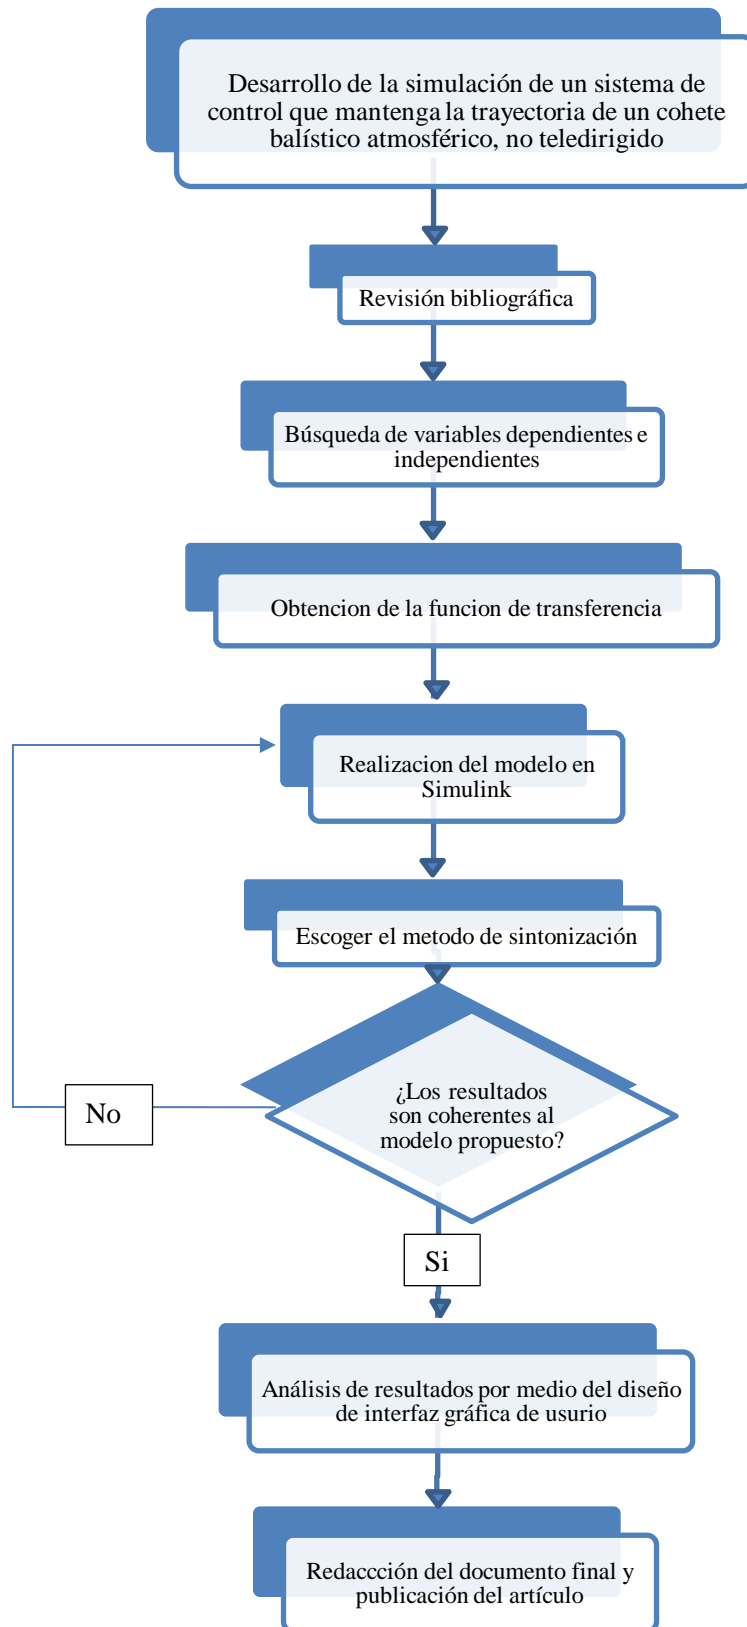 Desarrollo de la simulación de un sistema de
control que mantenga la trayectoria de un cohete
balístico atmosférico, no teledirigido
Revisión bibliográfica
Búsqueda de variables dependientes e
independientes
Obtencion de la funcion de transferencia
Realizacion del modelo en
Simulink
Escoger el metodo de sintonización
¿Los resultados
son coherentes al
modelo propuesto?
No
Si
Análisis de resultados por medio del diseño
de interfaz gráfica de usurio
Redaccción del documento final y
publicación del artículo